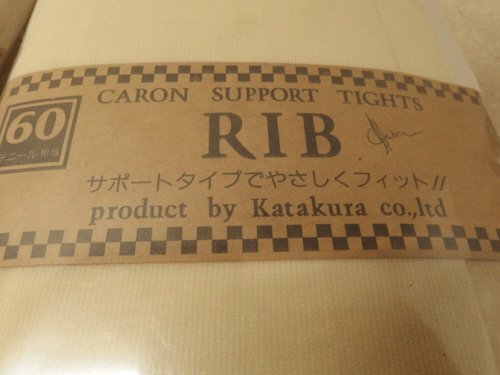 CARON SUPPORT TIGHTS
60
デニール相当
RIB
サポートタイプでやさしくフィット!!
product by Katakura co.,ltd